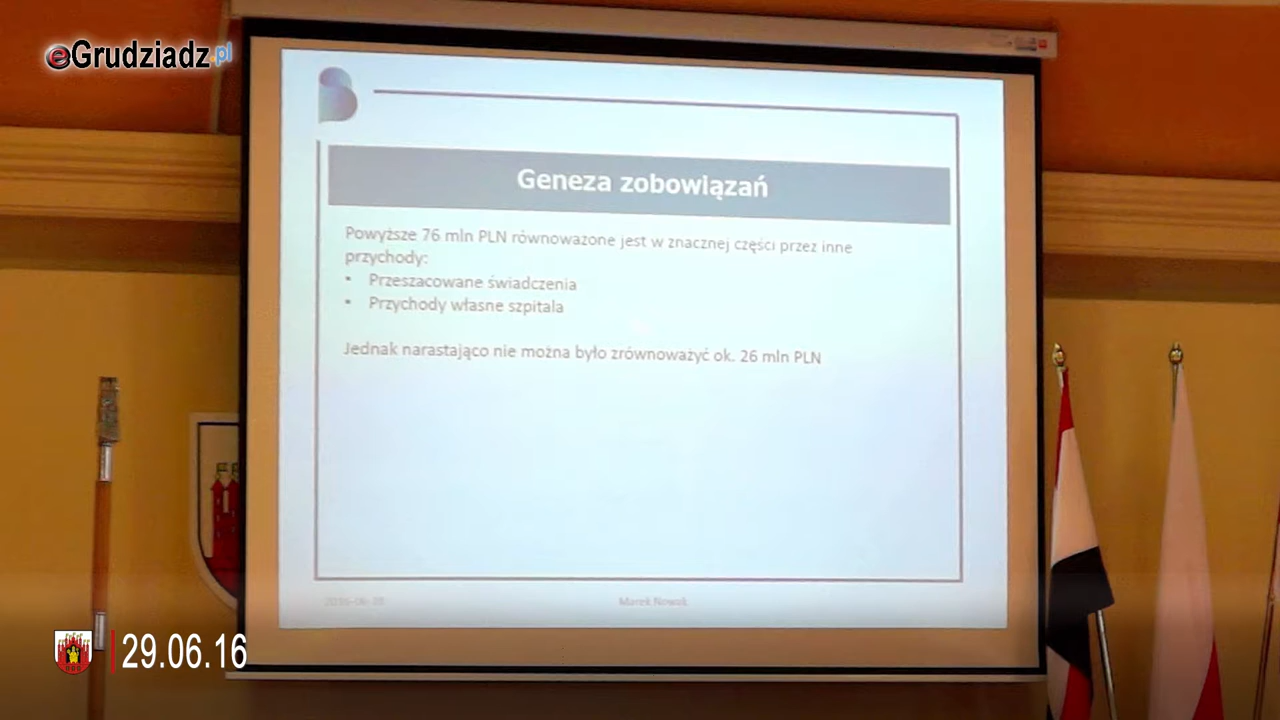 eGrudziadz.pl
Geneza zobowiązań
Powyższe 76 mln PLN równoważone jest w znacznej części przez inne
przychody:
• Przeszacowane świadczenia
• Przychody własne szpitala
Jednak narastająco nie można było zrównoważyć ok. 26 mln PLN
Marek Nowak
29.06.16